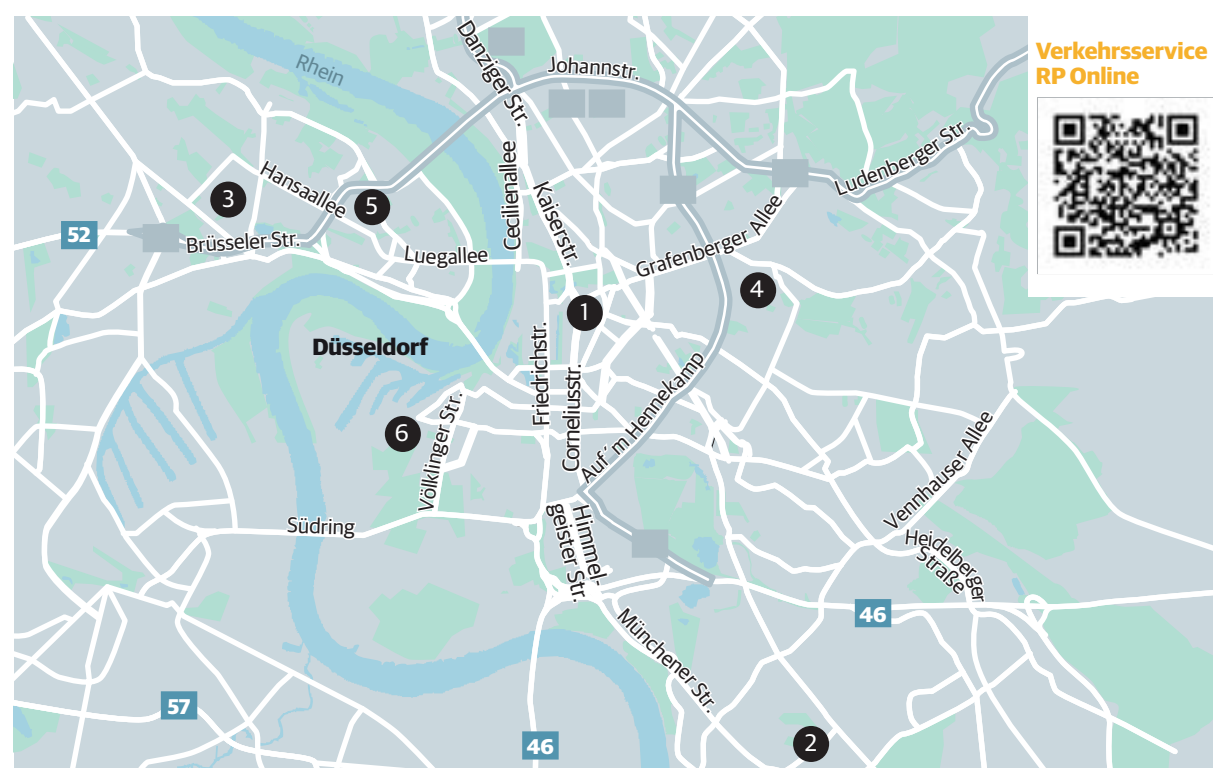 Verkehrsservice
RP Online
Danziger Str.
Johannstr.
Rhein
Ludenberger Str.
Cecilienallee
Hansaallee
Kaiserstr.
3
5
52
Brüsseler Str.
Luegallee
Grafenberger Allee
4
1
Düsseldorf
Friedrichstr.
Corneliusstr.
Auf´m Hennekamp
6
Völklinger Str.
Vennhauser Allee
Südring
Himmel-
geister Str.
Heidelberger
Straße
46
Münchener Str.
57
46
2